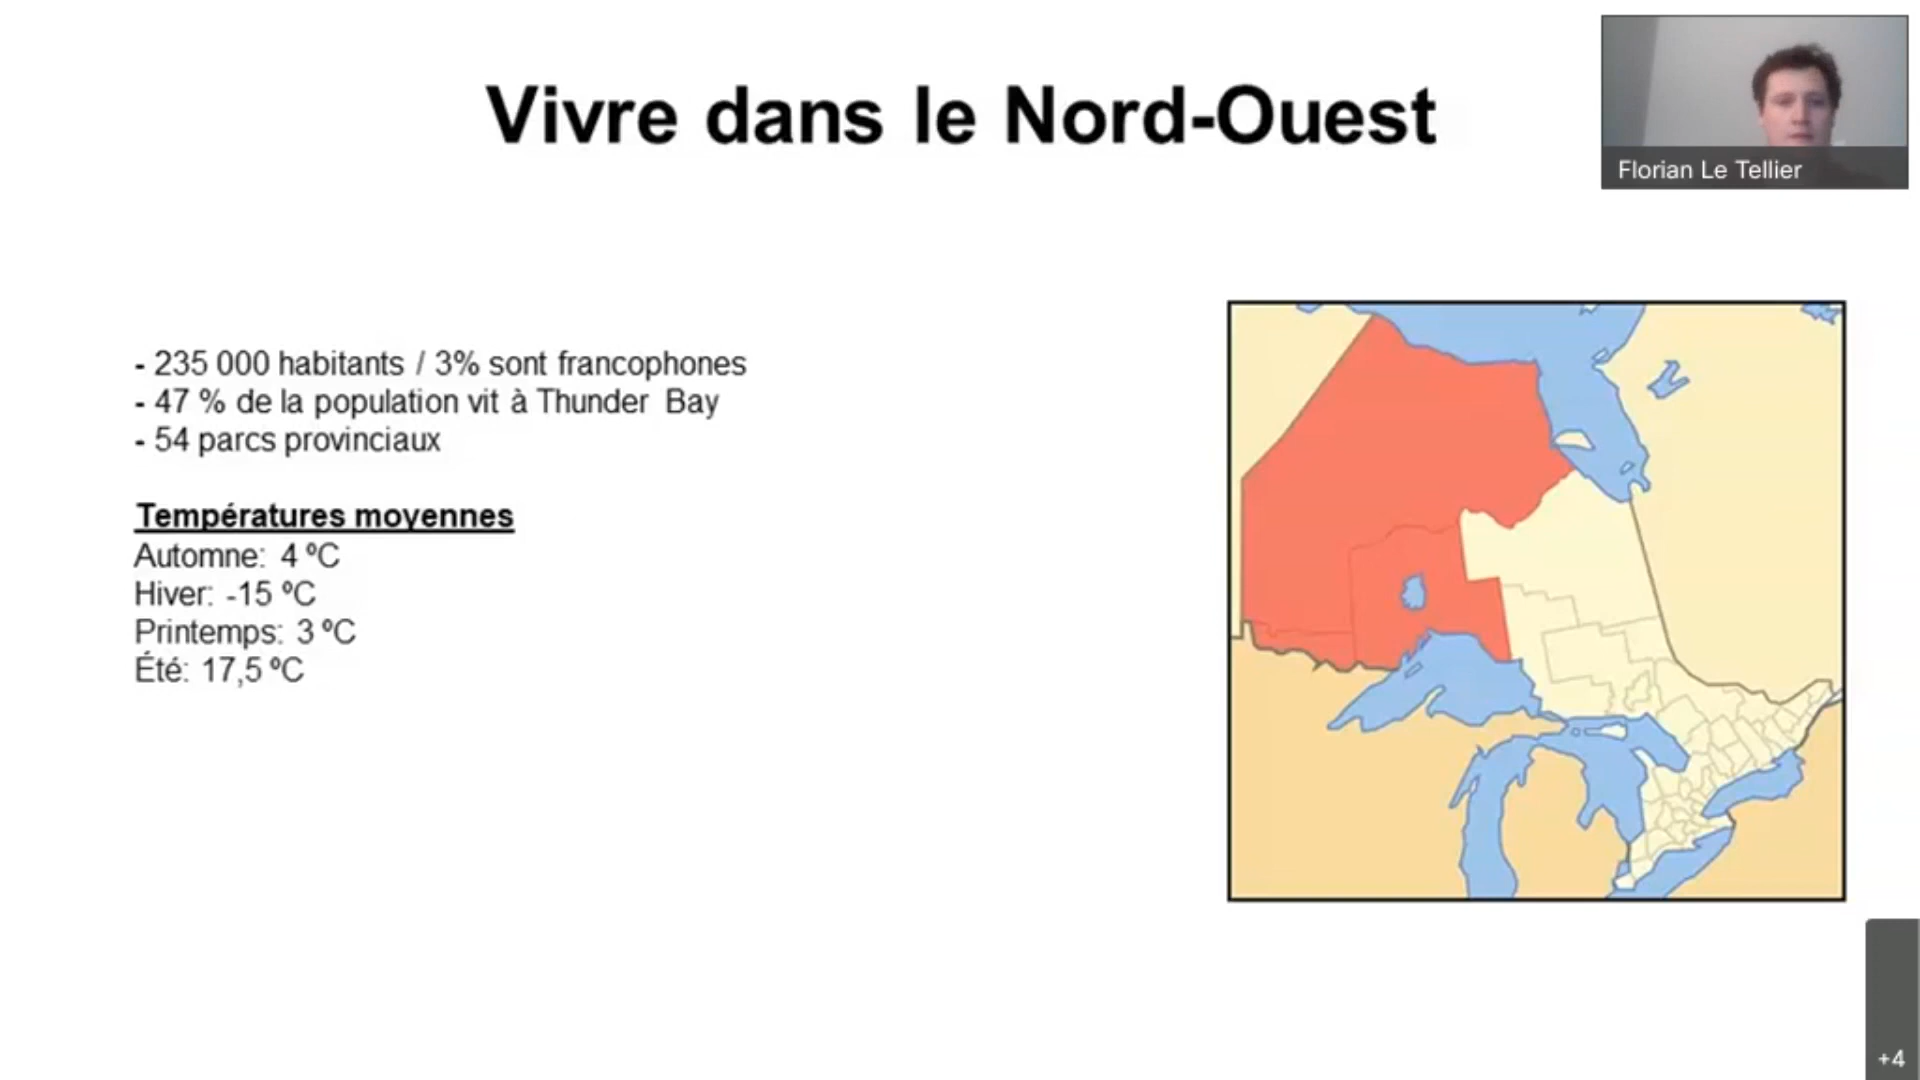 Vivre dans le Nord-Ouest
Florian Le Tellier
- 235 000 habitants / 3% sont francophones
- 47 % de la population vit à Thunder Bay
- 54 parcs provinciaux
Températures moyennes
Automne: 4 ºC
Hiver: -15 ºC
Printemps: 3 ºC
Été: 17,5 ºC
+4